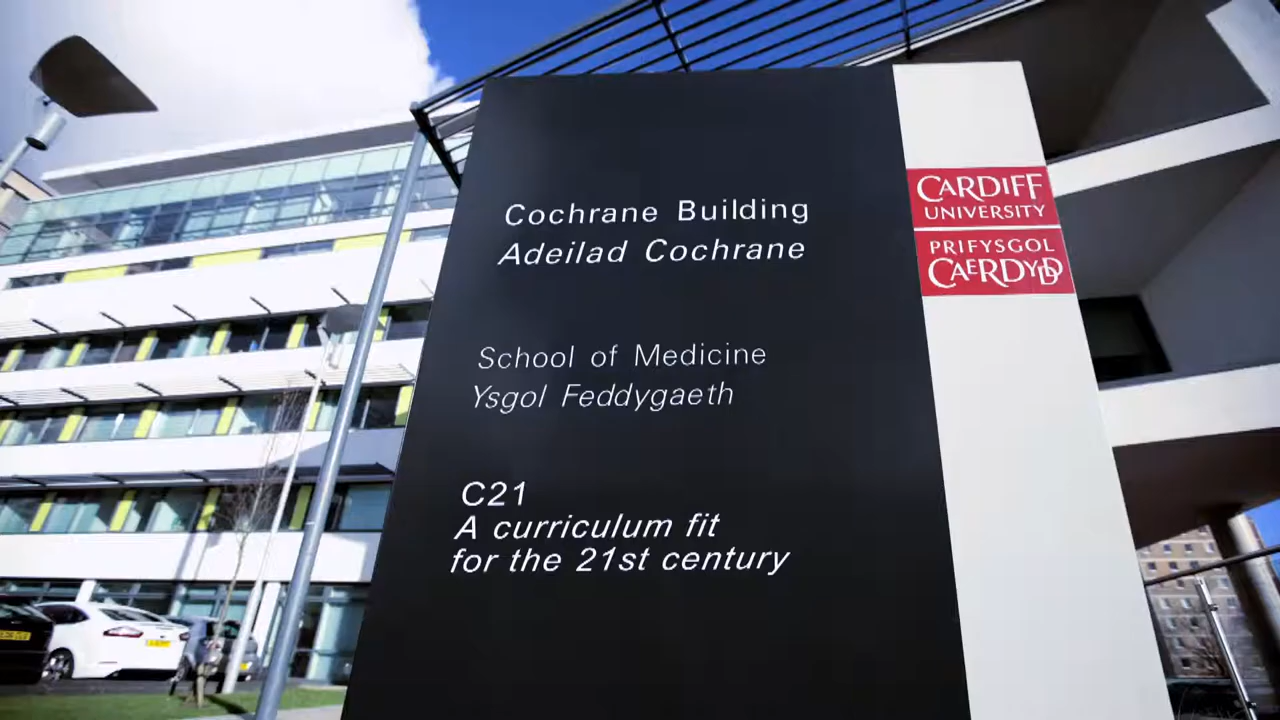 Cochrane Building
Adeilad Cochrane
School of Medicine
Ysgol Feddygaeth
C21
A curriculum fit
for the 21st century
CARDIFF
UNIVERSITY
PRIFYSGOL
CAERDYDD